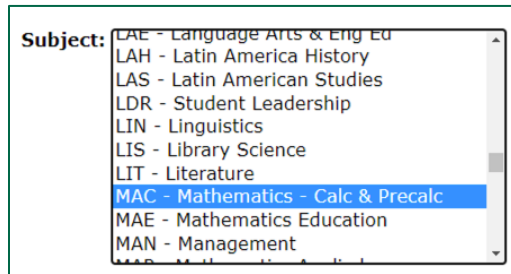 Subject:
LAE - Language Arts & Eng Ed
LAH - Latin America History
LAS - Latin American Studies
LDR - Student Leadership
LIN - Linguistics
LIS - Library Science
LIT - Literature
MAC - Mathematics - Calc & Precalc
MAE - Mathematics Education
MAN - Management